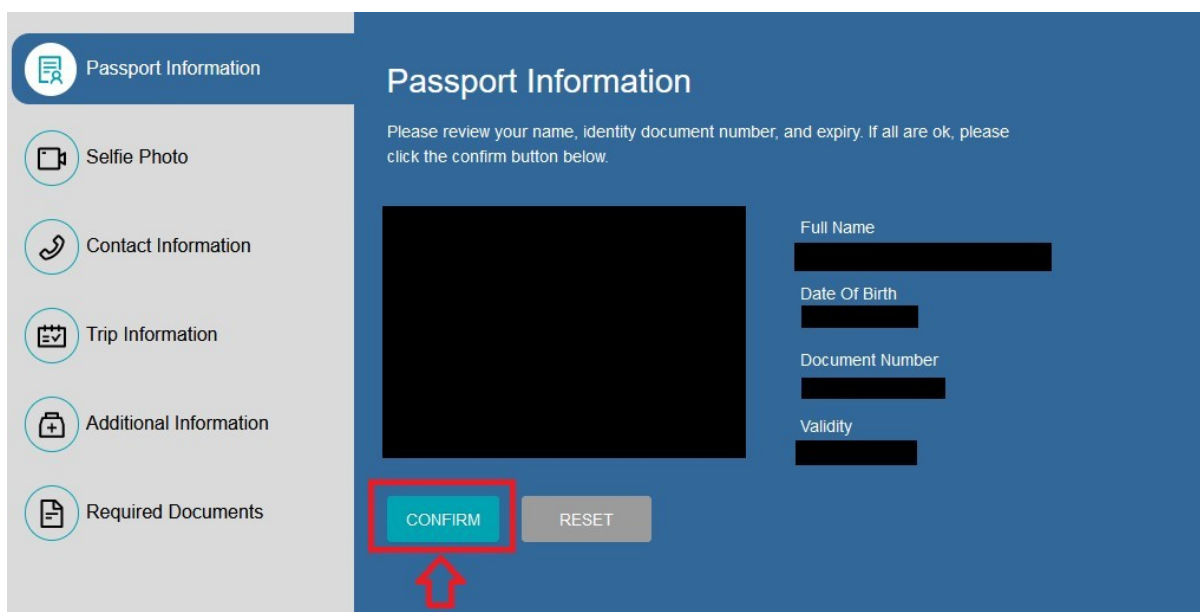 Passport Information
Selfie Photo
Contact Information
Trip Information
Additional Information
Required Documents
Passport Information
Please review your name, identity document number, and expiry. If all are ok, please
click the confirm button below.
Full Name
Date Of Birth
Document Number
Validity
CONFIRM
RESET